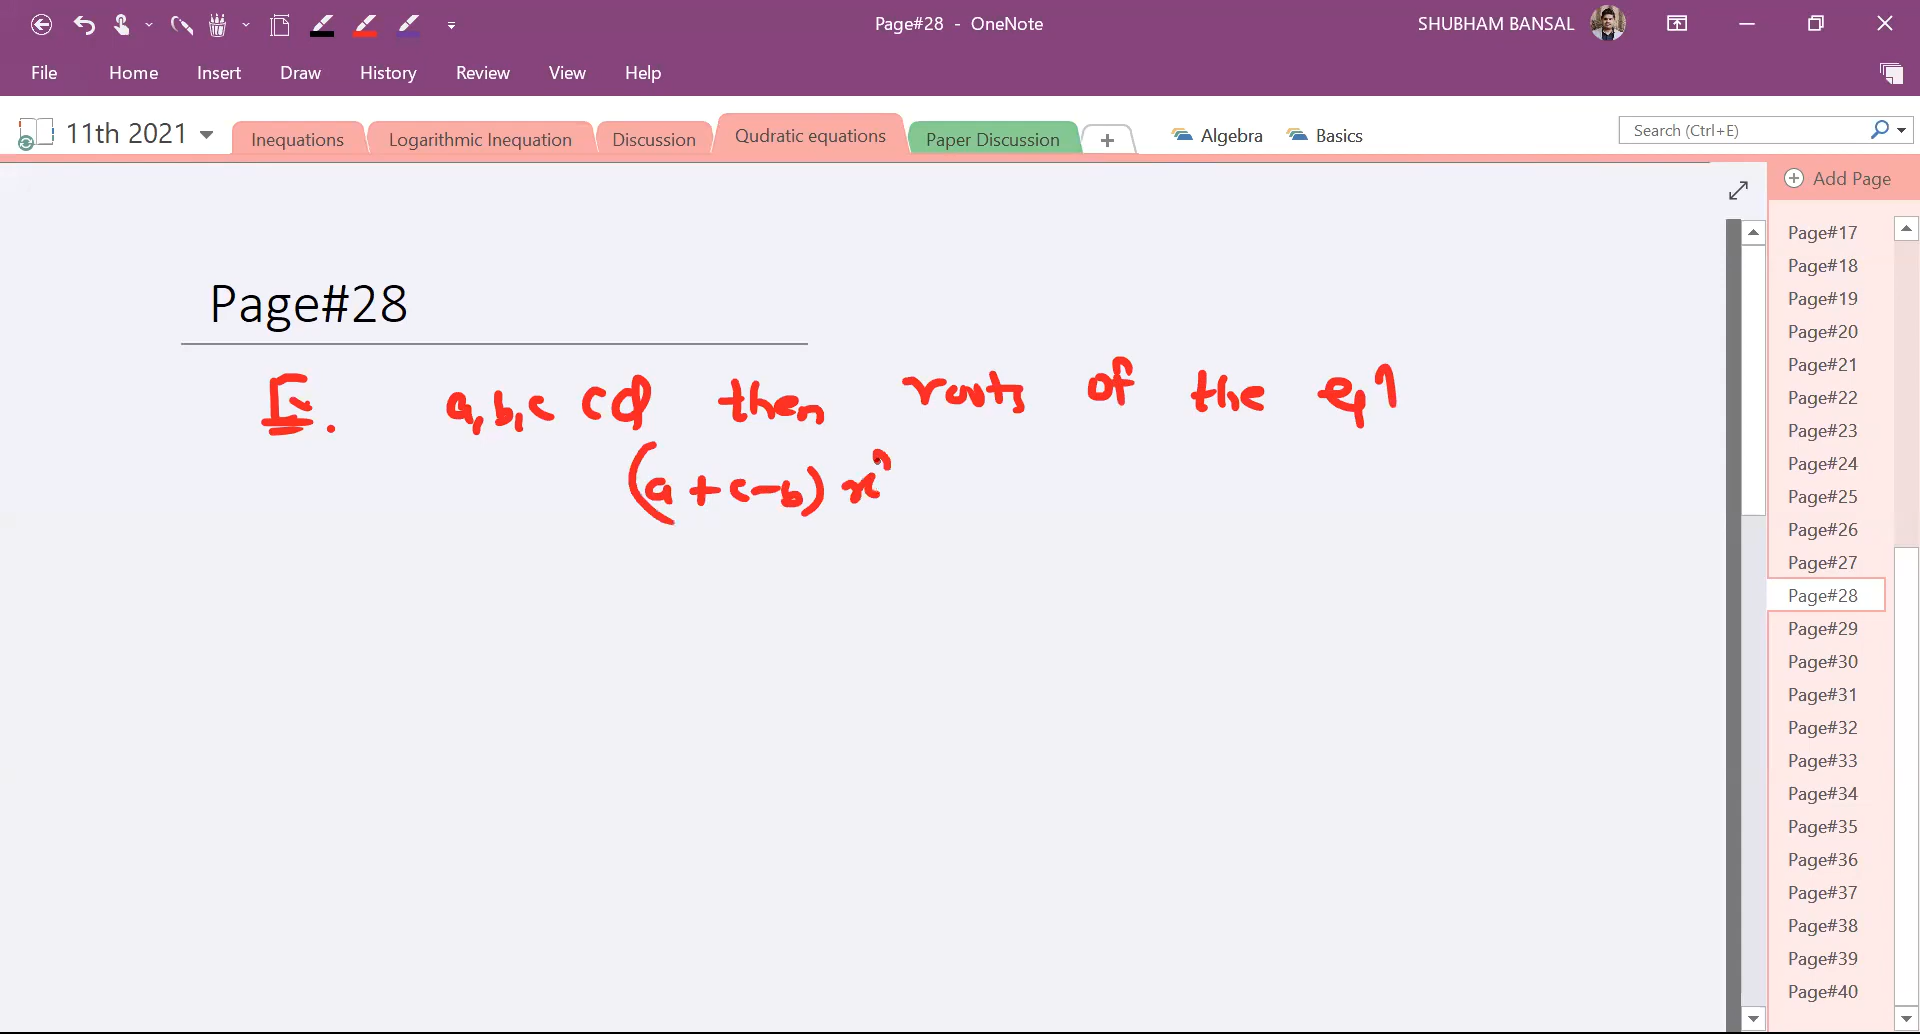 Page#28 - OneNote
SHUBHAM BANSAL
File Home Insert Draw History Review View Help
11th 2021
Inequations
Logarithmic Inequation
Discussion
Qudratic equations
Paper Discussion
+
Algebra
Basics
Search (Ctrl+E)
Add Page
Page#28
a, b, c then roots of the eqn
(a + c - b) x²
Page#17
Page#18
Page#19
Page#20
Page#21
Page#22
Page#23
Page#24
Page#25
Page#26
Page#27
Page#28
Page#29
Page#30
Page#31
Page#32
Page#33
Page#34
Page#35
Page#36
Page#37
Page#38
Page#39
Page#40